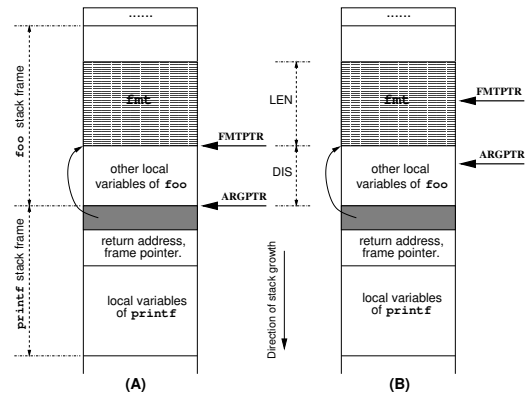 ......
foo stack frame
fmt
FMTPTR
other local
variables of foo
ARGPTR
return address,
frame pointer.
printf stack frame
local variables
of printf
(A)
LEN
DIS
Direction of stack growth
......
fmt
FMTPTR
ARGPTR
other local
variables of foo
return address,
frame pointer.
local variables
of printf
(B)